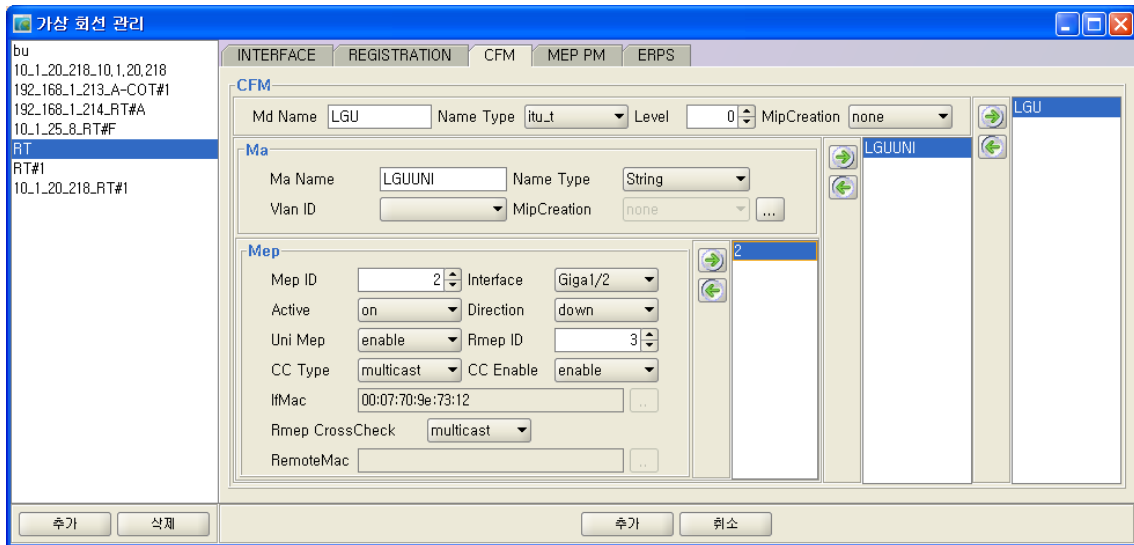 가상 회선 관리
bu
10_1_20_218_10,1,20,218
192_168_1_213_A-COT#1
192_168_1_214_RT#A
10_1_25_8_RT#F
RT
RT#1
10_1_20_218_RT#1
추가 삭제
INTERFACE REGISTRATION CFM MEP PM ERPS
CFM
Md Name LGU Name Type itu_t Level 0 MipCreation none
LGU
Ma
Ma Name LGUUNI Name Type String
Vlan ID MipCreation none ...
LGUUNI
Mep
Mep ID 2 Interface Giga1/2
Active on Direction down
Uni Mep enable Rmep ID 3
CC Type multicast CC Enable enable
IfMac 00:07:70:9e:73:12 ..
Rmep CrossCheck multicast
RemoteMac ..
2
추가 취소